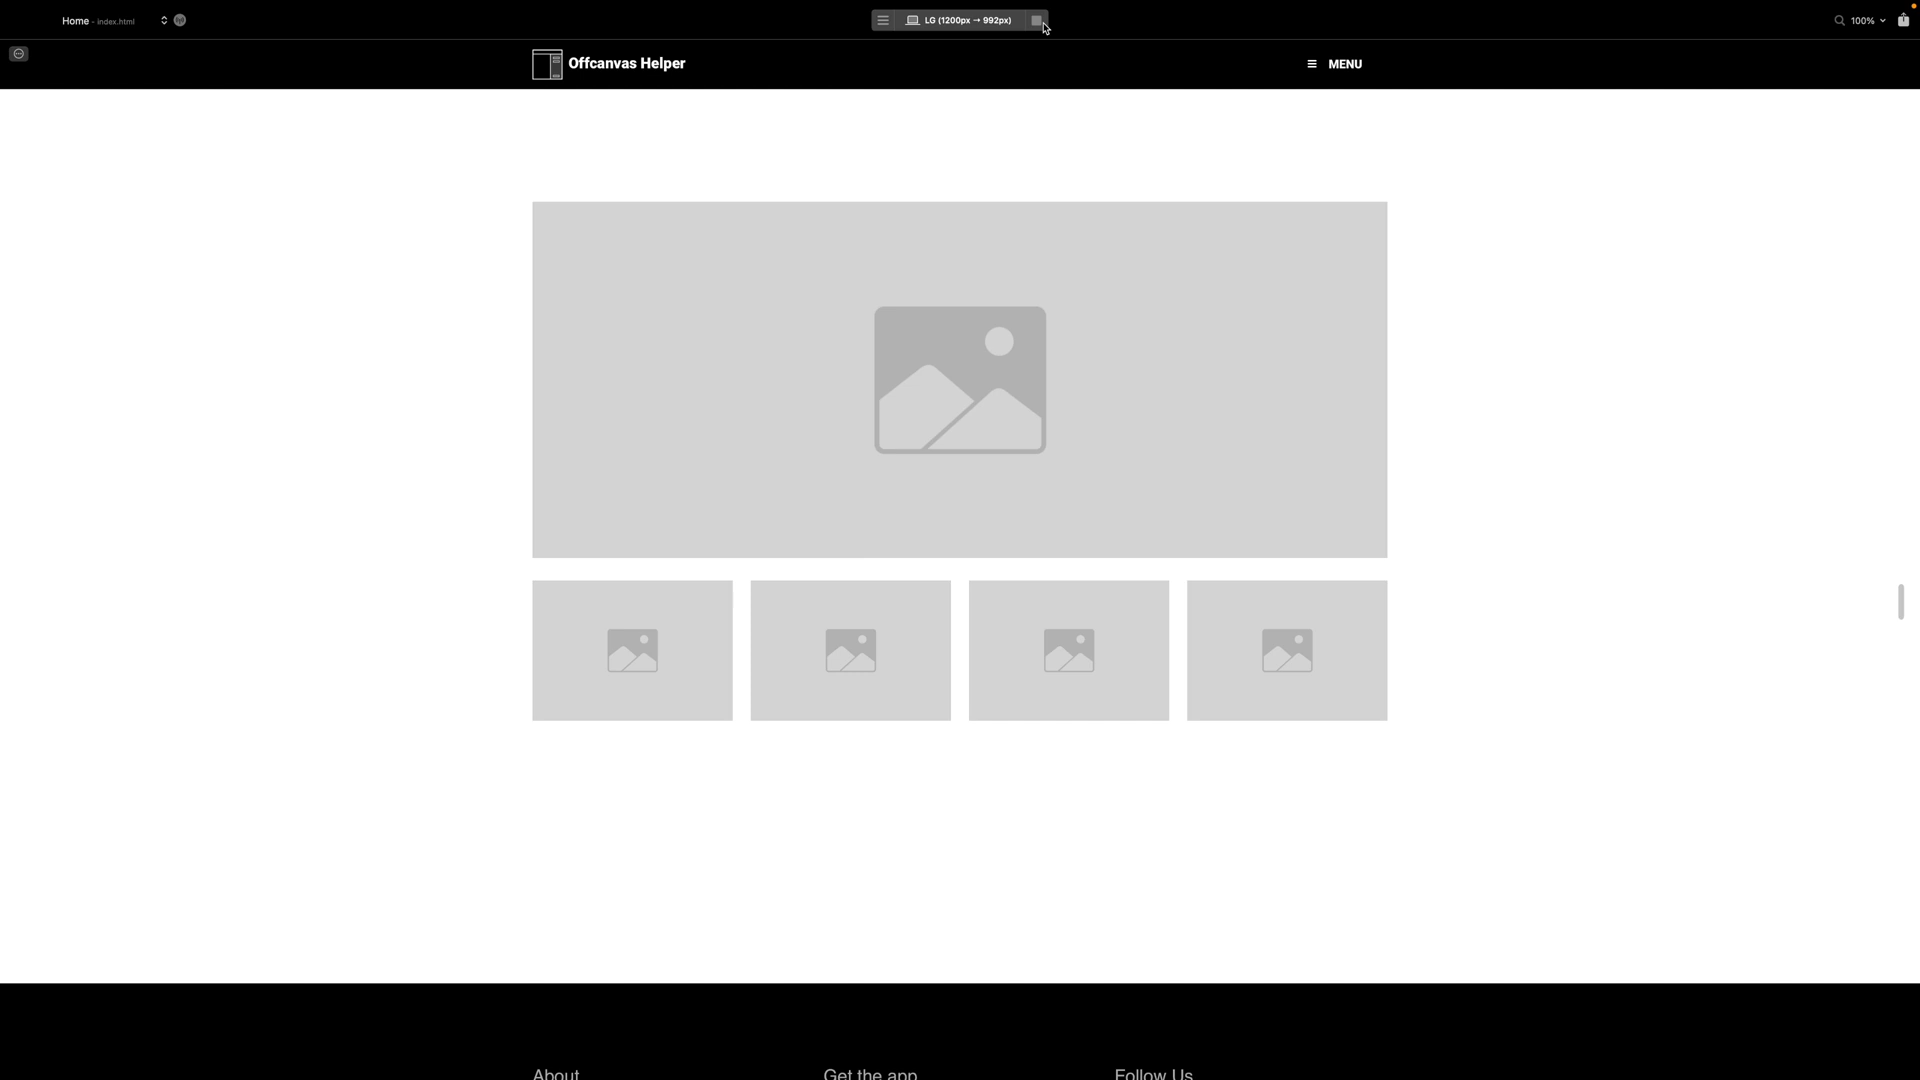 Home - index.html
LG (1200px → 992px)
100%
Offcanvas Helper
MENU
About
Get the app
Follow Us